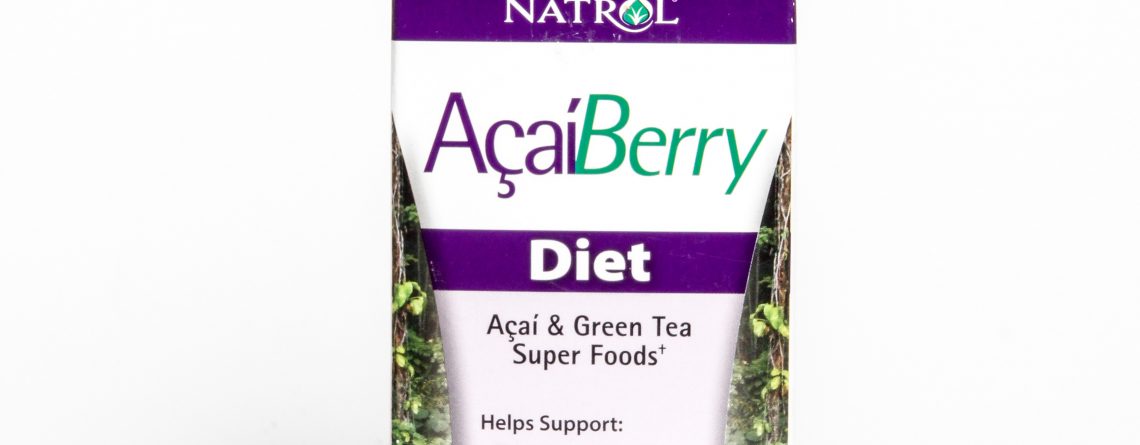 NATROL®
AçaíBerry
Diet
Açaí & Green Tea
Super Foods†
Helps Support: